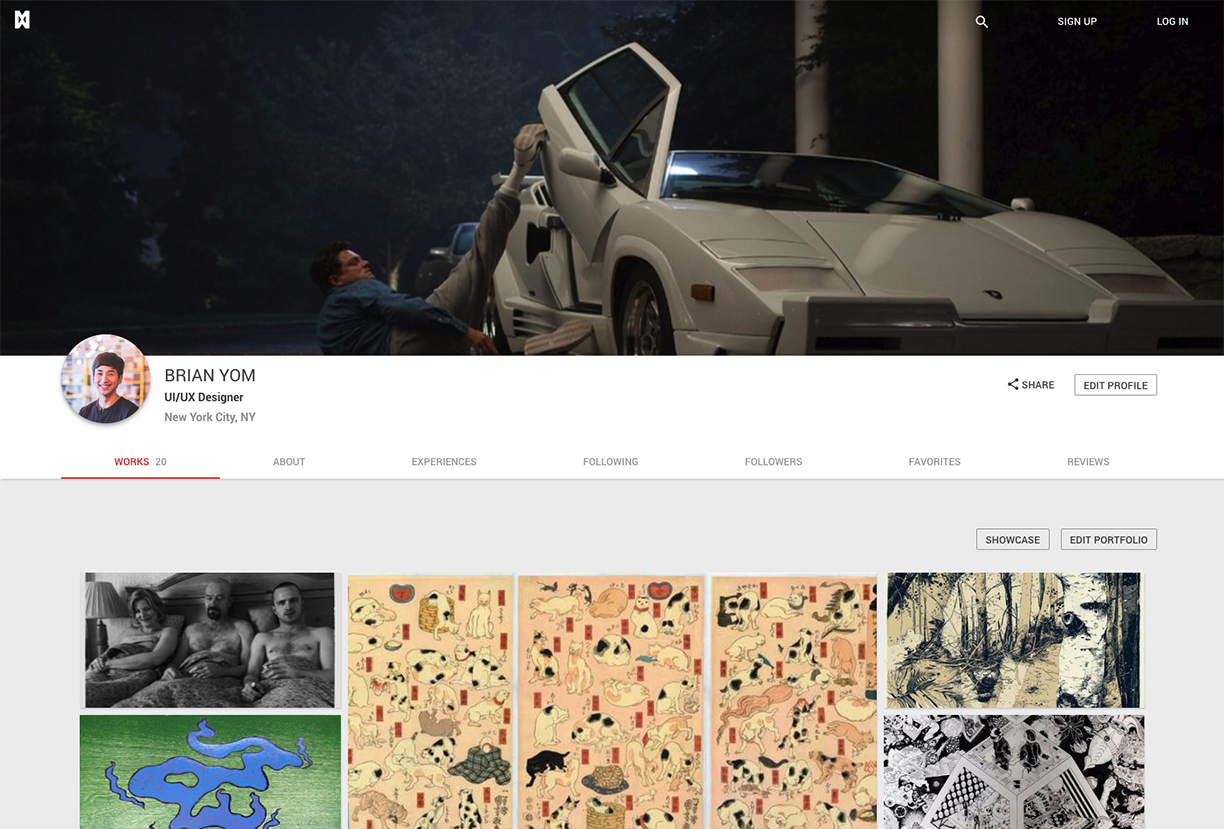 SIGN UP
LOG IN
BRIAN YOM
UI/UX Designer
New York City, NY
SHARE
EDIT PROFILE
WORKS 20
ABOUT
EXPERIENCES
FOLLOWING
FOLLOWERS
FAVORITES
REVIEWS
SHOWCASE
EDIT PORTFOLIO